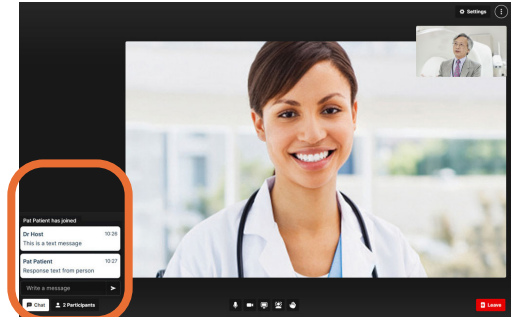 Settings
Pat Patient has joined
Dr Host 10:26
This is a text message
Pat Patient 10:27
Response text from person
Write a message
Chat
2 Participants
Leave